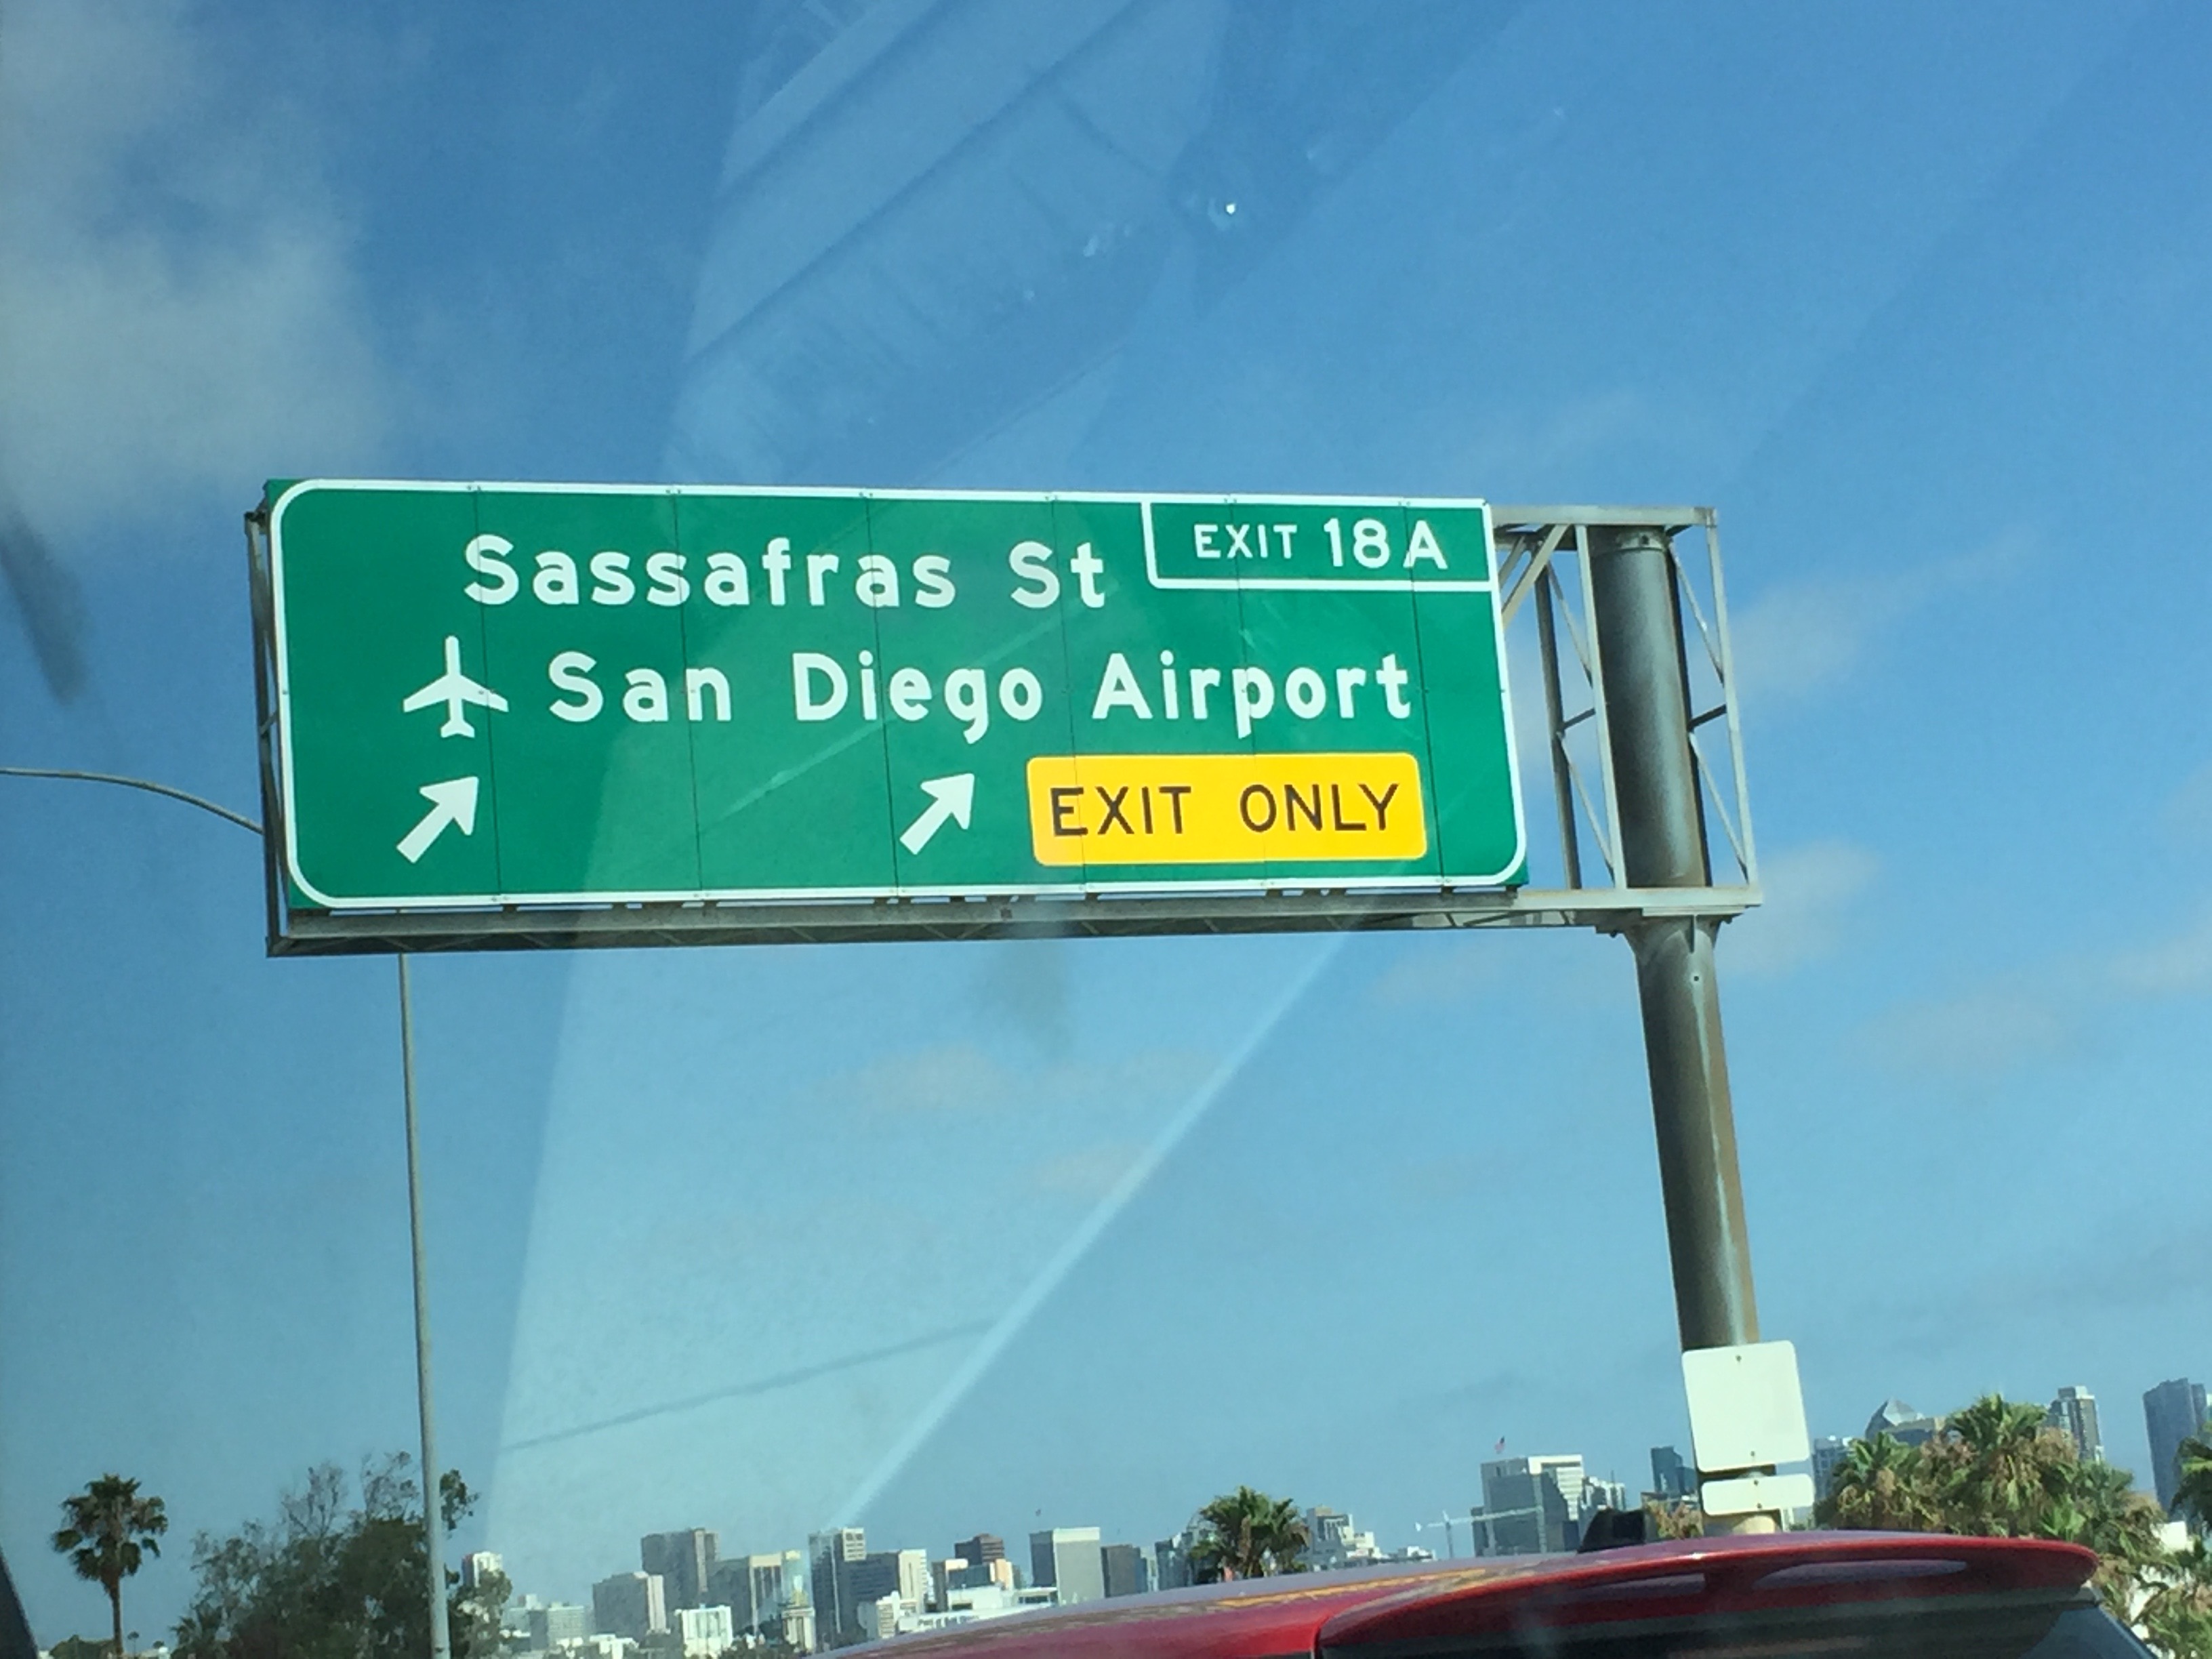 Sassafras St
EXIT 18A
San Diego Airport
EXIT ONLY